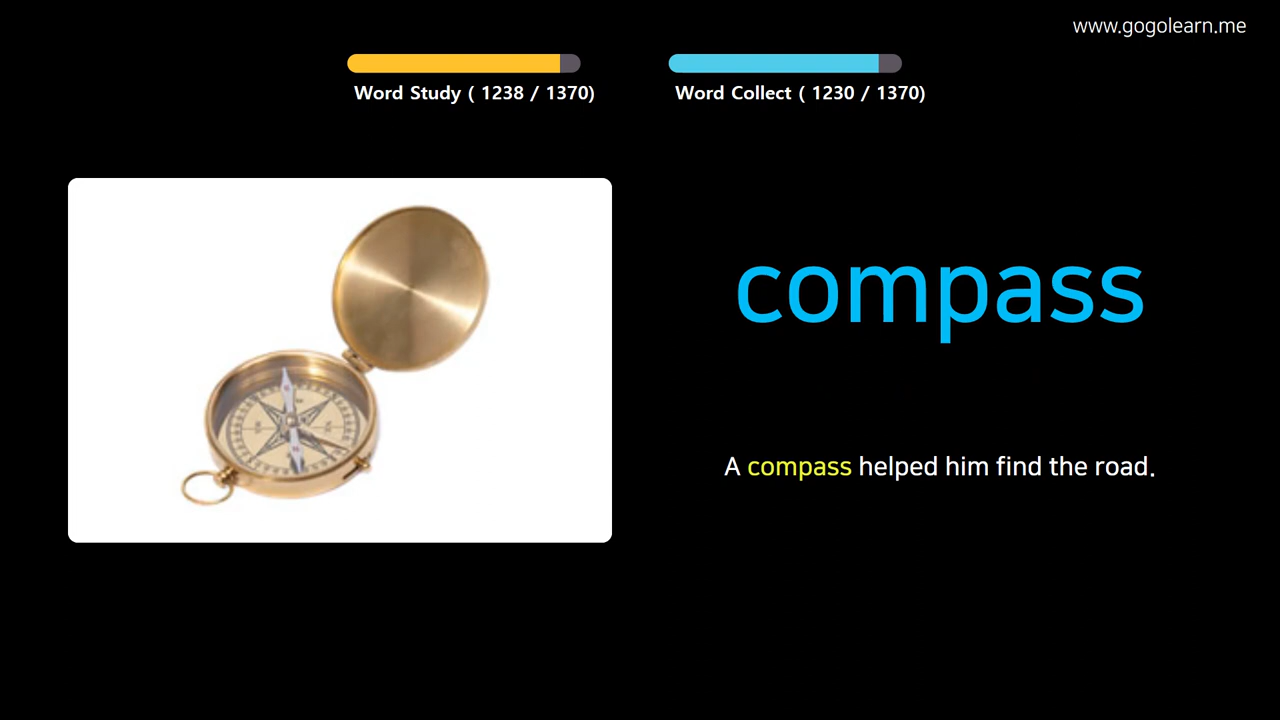 www.gogolearn.me
Word Study ( 1238 / 1370)
Word Collect ( 1230 / 1370)
compass
A compass helped him find the road.